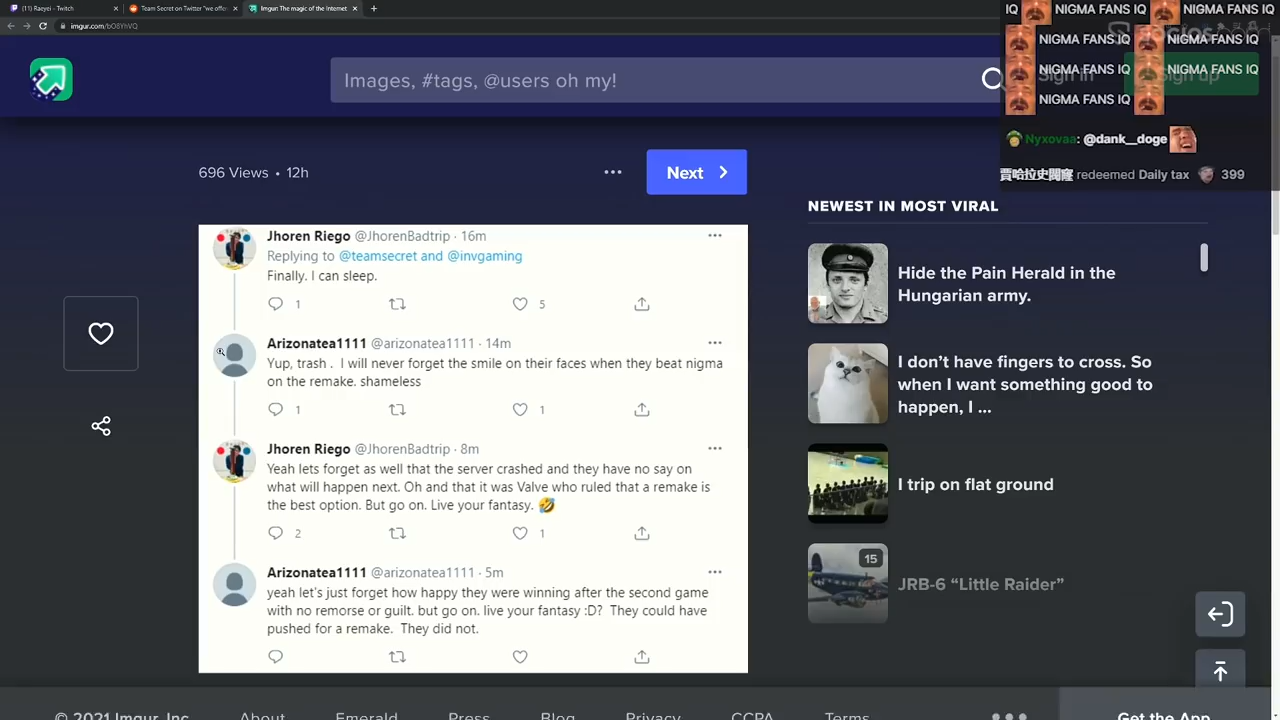 (11) Raeyei - Twitch
Team Secret on Twitter "we offe
Imgur: The magic of the Internet
imgur.com/bO8YhVQ
Images, #tags, @users oh my!
Sign in
Sign up
IQ NIGMA FANS IQ NIGMA FANS IQ
NIGMA FANS IQ NIGMA FANS IQ
NIGMA FANS IQ NIGMA FANS IQ
NIGMA FANS IQ
Nyxovaa: @dank__doge
redeemed Daily tax 399
696 Views • 12h
Next
Jhoren Riego @JhorenBadtrip · 16m
Replying to @teamsecret and @invgaming
Finally. I can sleep.
1 5
Arizonatea1111 @arizonatea1111 · 14m
Yup, trash . I will never forget the smile on their faces when they beat nigma
on the remake. shameless
1 1
Jhoren Riego @JhorenBadtrip · 8m
Yeah lets forget as well that the server crashed and they have no say on
what will happen next. Oh and that it was Valve who ruled that a remake is
the best option. But go on. Live your fantasy. 🤣
2 1
Arizonatea1111 @arizonatea1111 · 5m
yeah let's just forget how happy they were winning after the second game
with no remorse or guilt. but go on. live your fantasy :D? They could have
pushed for a remake. They did not.
NEWEST IN MOST VIRAL
Hide the Pain Herald in the
Hungarian army.
I don't have fingers to cross. So
when I want something good to
happen, I ...
I trip on flat ground
15
JRB-6 "Little Raider"
© 2021 Imgur, Inc
About
Emerald
Press
Blog
Privacy
CCPA
Terms
Get the App